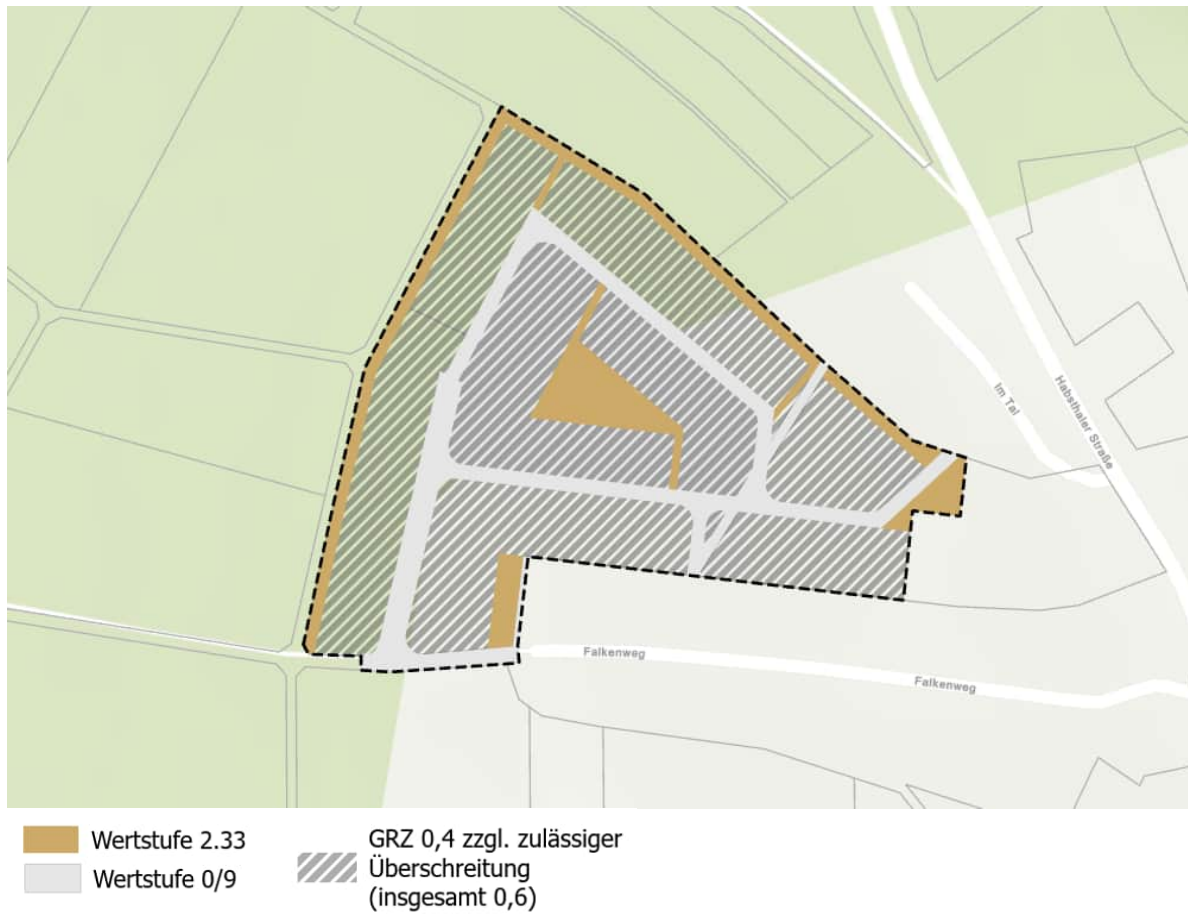 Im Tal
Habsthaler Straße
Falkenweg
Falkenweg
Wertstufe 2.33
Wertstufe 0/9
GRZ 0,4 zzgl. zulässiger
Überschreitung
(insgesamt 0,6)